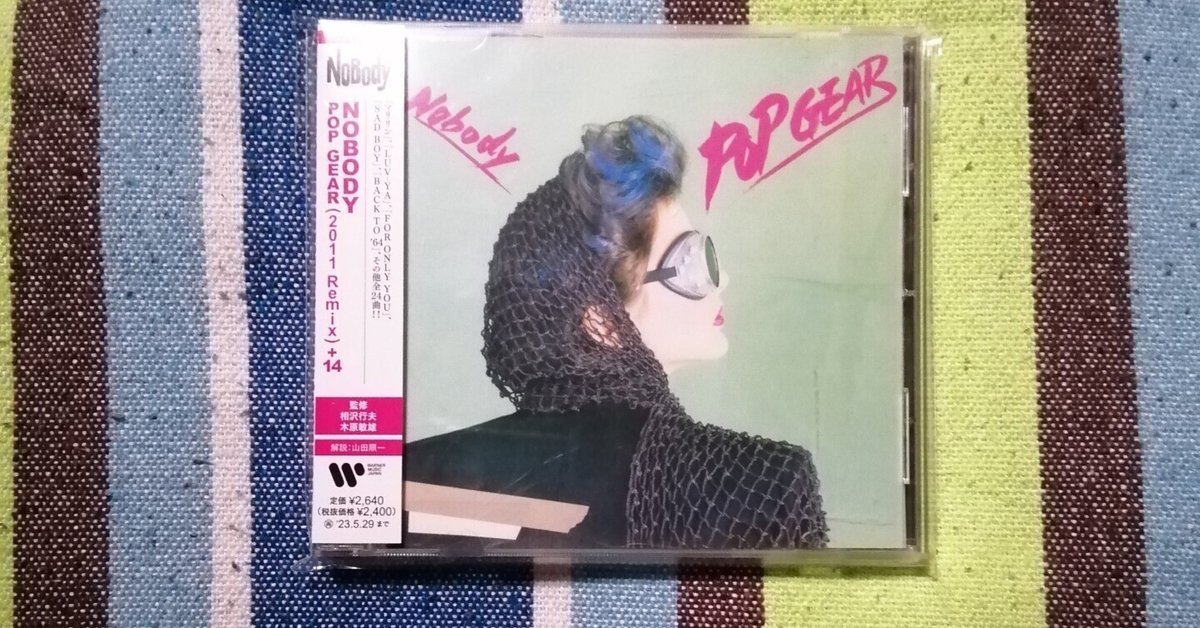 NoBody
NOBODY
POP GEAR (2011 Remix) + 14
「マリリン」、「LUV-YA」、「FOR ONLY YOU」、
「SAD BOY」、「BACK TO '64」、その他全24曲!!
監修
相沢行夫
木原敏雄
解説:山田順一
WARNER
MUSIC
JAPAN
定価 ¥2,640
(税抜価格 ¥2,400)
'23.5.29 まで
Nobody
POP GEAR